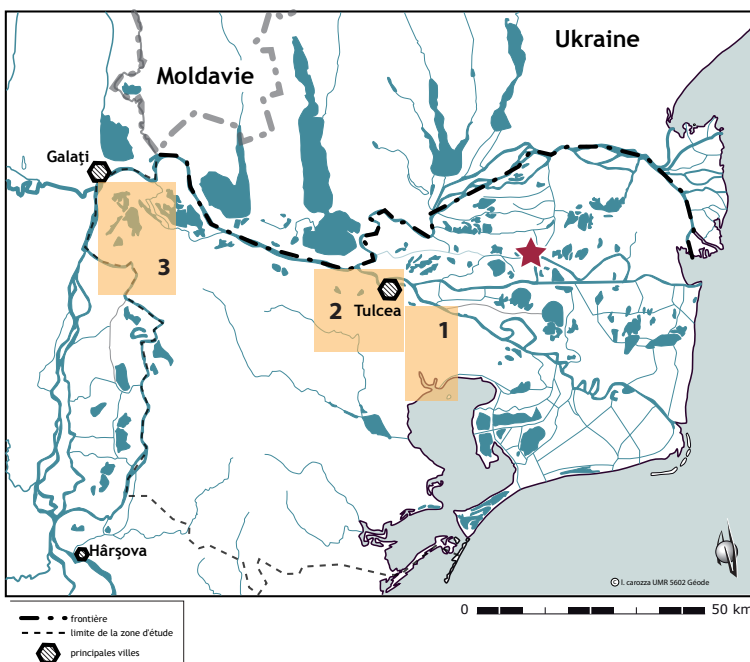 Ukraine
Moldavie
Galați
3
2
Tulcea
1
Hârşova
© l. carozza UMR 5602 Géode
0 50 km
frontière
limite de la zone d'étude
principales villes